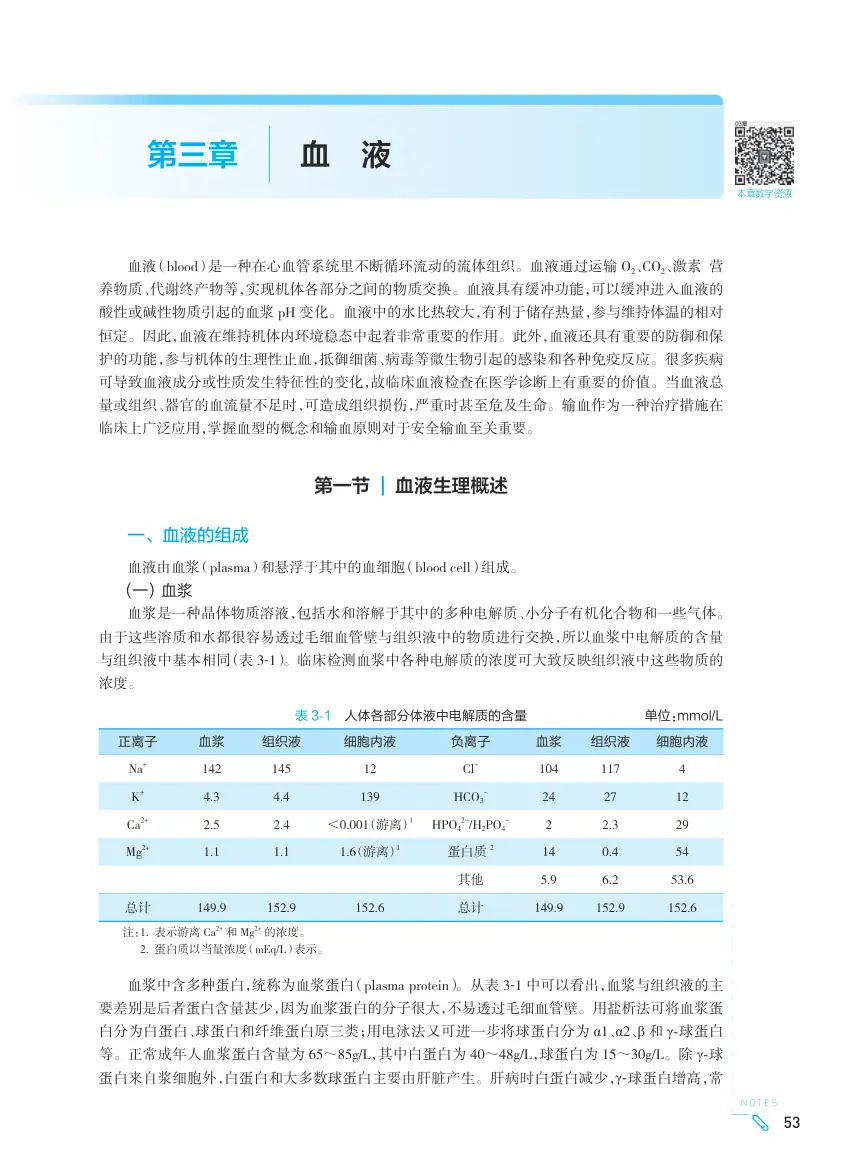 第三章 血 液
03章
本章数字资源
血液（blood）是一种在心血管系统里不断循环流动的流体组织。血液通过运输 O₂、CO₂、激素 营
养物质、代谢终产物等，实现机体各部分之间的物质交换。血液具有缓冲功能，可以缓冲进入血液的
酸性或碱性物质引起的血浆 pH 变化。血液中的水比热较大，有利于储存热量，参与维持体温的相对
恒定。因此，血液在维持机体内环境稳态中起着非常重要的作用。此外，血液还具有重要的防御和保
护的功能，参与机体的生理性止血，抵御细菌、病毒等微生物引起的感染和各种免疫反应。很多疾病
可导致血液成分或性质发生特征性的变化，故临床血液检查在医学诊断上有重要的价值。当血液总
量或组织、器官的血流量不足时，可造成组织损伤，严重时甚至危及生命。输血作为一种治疗措施在
临床上广泛应用，掌握血型的概念和输血原则对于安全输血至关重要。
第一节 | 血液生理概述
一、血液的组成
血液由血浆（plasma）和悬浮于其中的血细胞（blood cell）组成。
（一）血浆
血浆是一种晶体物质溶液，包括水和溶解于其中的多种电解质、小分子有机化合物和一些气体。
由于这些溶质和水都很容易透过毛细血管壁与组织液中的物质进行交换，所以血浆中电解质的含量
与组织液中基本相同（表 3-1）。临床检测血浆中各种电解质的浓度可大致反映组织液中这些物质的
浓度。
表 3-1 人体各部分体液中电解质的含量 单位：mmol/L
正离子 血浆 组织液 细胞内液 负离子 血浆 组织液 细胞内液
Na⁺ 142 145 12 Cl⁻ 104 117 4
K⁺ 4.3 4.4 139 HCO₃⁻ 24 27 12
Ca²⁺ 2.5 2.4 ＜0.001（游离）¹ HPO₄²⁻/H₂PO₄⁻ 2 2.3 29
Mg²⁺ 1.1 1.1 1.6（游离）¹ 蛋白质² 14 0.4 54
其他 5.9 6.2 53.6
总计 149.9 152.9 152.6 总计 149.9 152.9 152.6
注：1. 表示游离 Ca²⁺ 和 Mg²⁺ 的浓度。
2. 蛋白质以当量浓度（mEq/L）表示。
血浆中含多种蛋白，统称为血浆蛋白（plasma protein）。从表 3-1 中可以看出，血浆与组织液的主
要差别是后者蛋白含量甚少，因为血浆蛋白的分子很大，不易透过毛细血管壁。用盐析法可将血浆蛋
白分为白蛋白、球蛋白和纤维蛋白原三类；用电泳法又可进一步将球蛋白分为 α1、α2、β 和 γ-球蛋白
等。正常成年人血浆蛋白含量为 65～85g/L，其中白蛋白为 40～48g/L，球蛋白为 15～30g/L。除 γ-球
蛋白来自浆细胞外，白蛋白和大多数球蛋白主要由肝脏产生。肝病时白蛋白减少，γ-球蛋白增高，常
NOTES
53